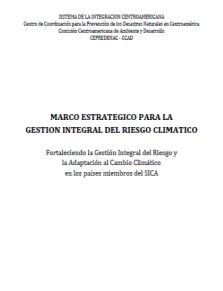 SISTEMA DE LA INTEGRACION CENTROAMERICANA
Centro de Coordinación para la Prevención de los Desastres Naturales en Centroamérica
Comisión Centroamericana de Ambiente y Desarrollo
CEPREDENAC - CCAD
MARCO ESTRATEGICO PARA LA
GESTION INTEGRAL DEL RIESGO CLIMATICO
Fortaleciendo la Gestión Integral del Riesgo y
la Adaptación al Cambio Climático
en los países miembros del SICA